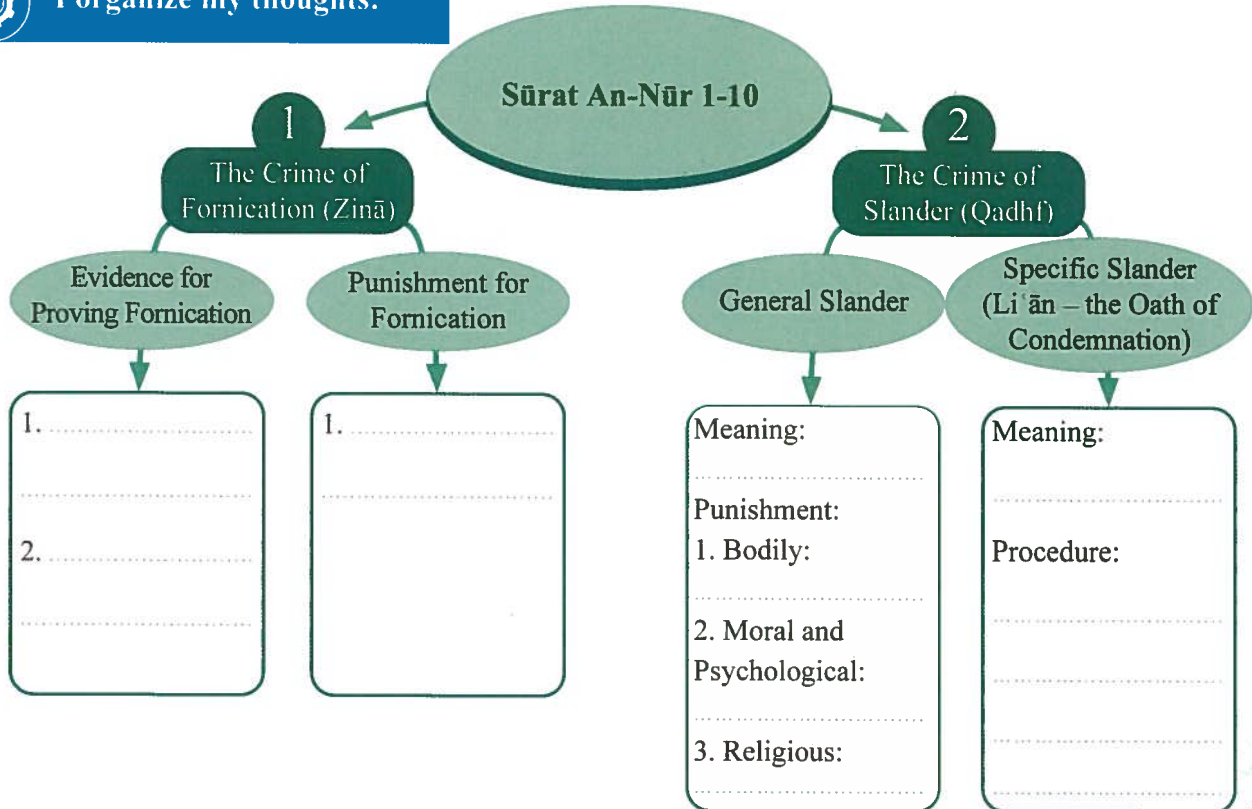 I organize my thoughts:
Sūrat An-Nūr 1-10
1
The Crime of
Fornication (Zinā)
Evidence for
Proving Fornication
1.
2.
Punishment for
Fornication
1.
2
The Crime of
Slander (Qadhf)
General Slander
Meaning:
Punishment:
1. Bodily:
2. Moral and
Psychological:
3. Religious:
Specific Slander
(Liʿān – the Oath of
Condemnation)
Meaning:
Procedure: